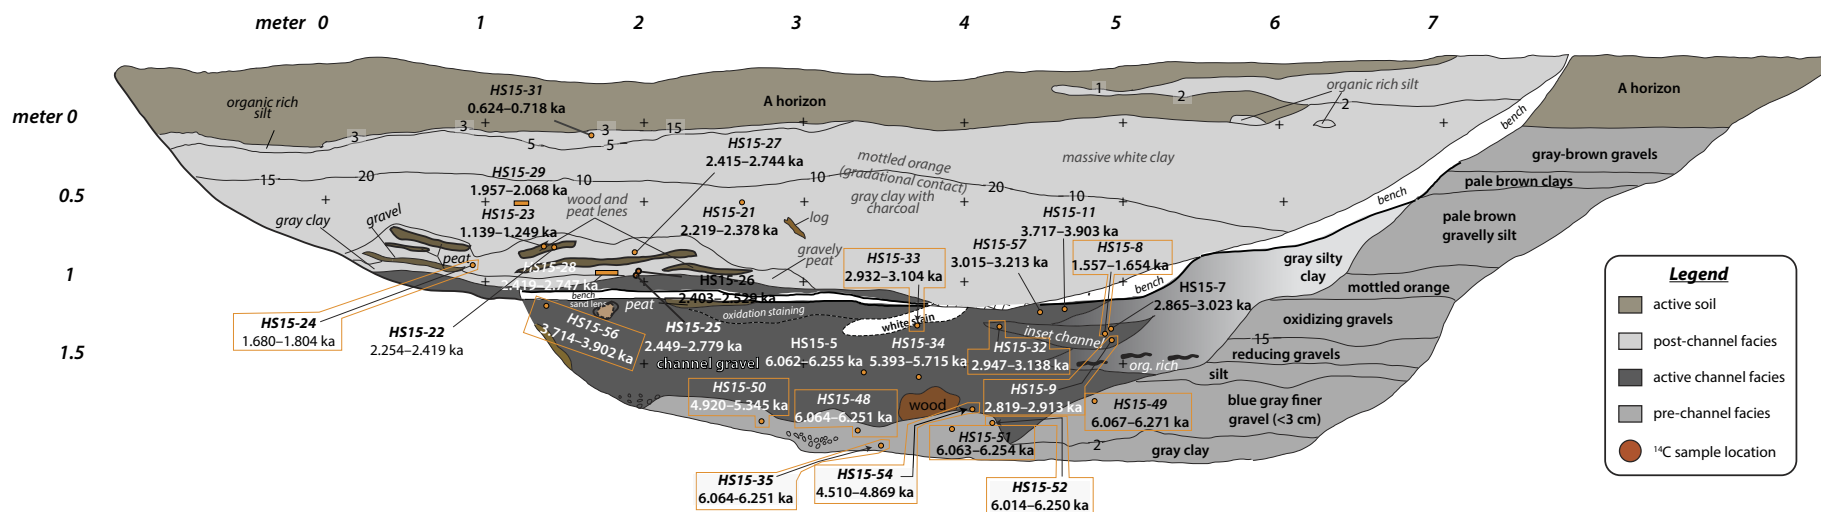 meter 0 1 2 3 4 5 6 7
meter 0
0.5
1
1.5
A horizon
A horizon
organic rich
silt
HS15-31
0.624–0.718 ka
organic rich silt
1
2
2
3
3
3
15
5
5
bench
HS15-27
2.415–2.744 ka
mottled orange
(gradational contact)
gray clay with
charcoal
massive white clay
gray-brown gravels
pale brown clays
pale brown
gravelly silt
15
20
10
10
20
10
bench
HS15-29
1.957–2.068 ka
wood and
peat lenes
HS15-23
1.139–1.249 ka
HS15-21
2.219–2.378 ka
log
gray clay
gravel
peat
gravelly
peat
HS15-11
3.717–3.903 ka
HS15-57
3.015–3.213 ka
HS15-8
1.557–1.654 ka
HS15-33
2.932–3.104 ka
gray silty
clay
mottled orange
HS15-28
2.419–2.747 ka
HS15-26
2.403–2.529 ka
bench
HS15-7
2.865–3.023 ka
bench
sand lens
peat
oxidation staining
white stain
inset channel
oxidizing gravels
HS15-24
1.680–1.804 ka
HS15-22
2.254–2.419 ka
HS15-56
3.714–3.902 ka
HS15-25
2.449–2.779 ka
channel gravel
HS15-5
6.062–6.255 ka
HS15-34
5.393–5.715 ka
HS15-32
2.947–3.138 ka
org. rich
15
reducing gravels
silt
HS15-50
4.920–5.345 ka
HS15-48
6.064–6.251 ka
wood
HS15-9
2.819–2.913 ka
HS15-49
6.067–6.271 ka
blue gray finer
gravel (<3 cm)
HS15-51
6.063–6.254 ka
2
gray clay
HS15-35
6.064-6.251 ka
HS15-54
4.510–4.869 ka
HS15-52
6.014–6.250 ka
Legend
active soil
post-channel facies
active channel facies
pre-channel facies
¹⁴C sample location